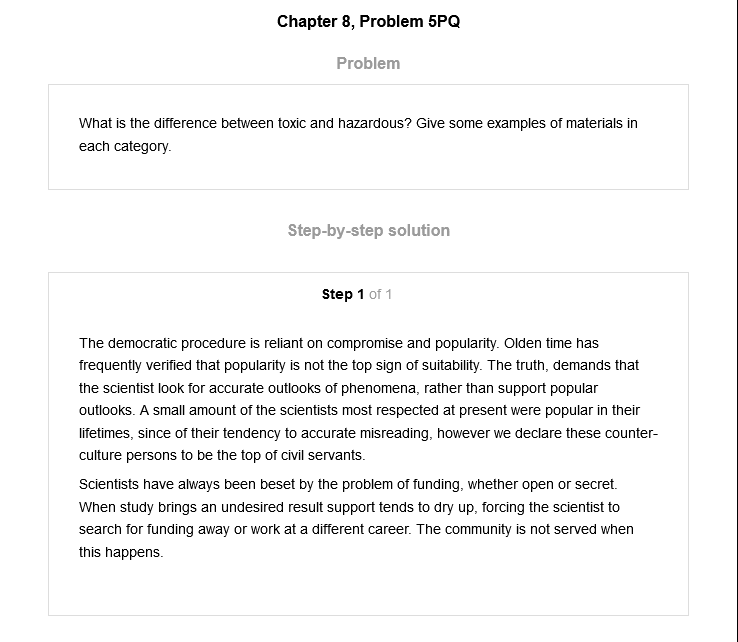 Chapter 8, Problem 5PQ
Problem
What is the difference between toxic and hazardous? Give some examples of materials in
each category.
Step-by-step solution
Step 1 of 1
The democratic procedure is reliant on compromise and popularity. Olden time has
frequently verified that popularity is not the top sign of suitability. The truth, demands that
the scientist look for accurate outlooks of phenomena, rather than support popular
outlooks. A small amount of the scientists most respected at present were popular in their
lifetimes, since of their tendency to accurate misreading, however we declare these counter-
culture persons to be the top of civil servants.
Scientists have always been beset by the problem of funding, whether open or secret.
When study brings an undesired result support tends to dry up, forcing the scientist to
search for funding away or work at a different career. The community is not served when
this happens.